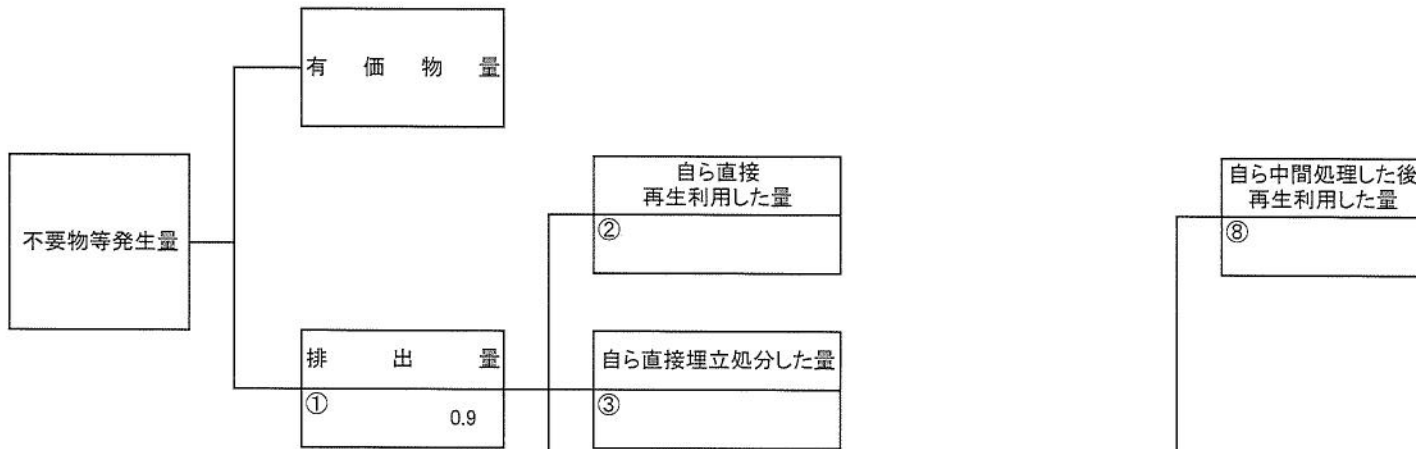 有価物量
自ら直接
再生利用した量
②
自ら中間処理した後
再生利用した量
⑧
不要物等発生量
排出量
①
0.9
自ら直接埋立処分した量
③